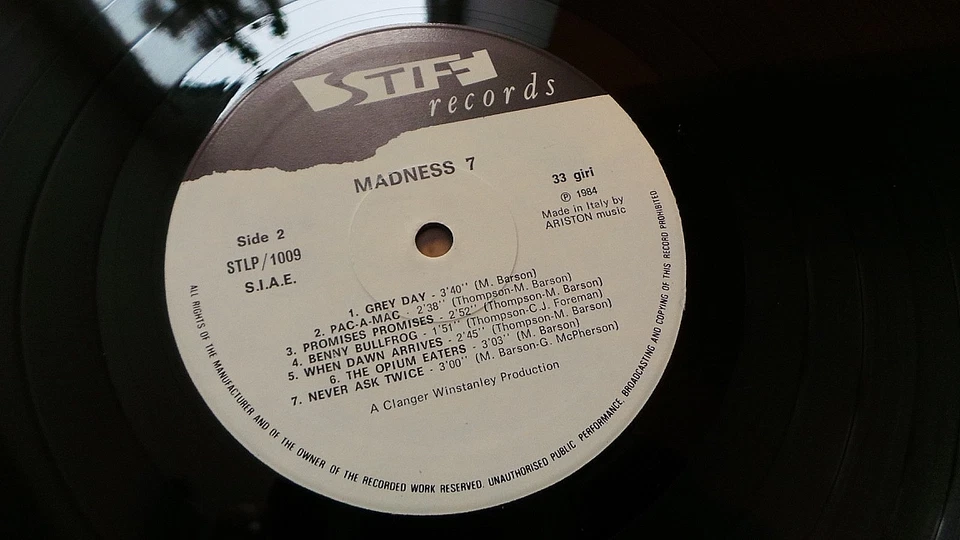 STIFF
records
MADNESS 7
33 giri
℗ 1984
Made in Italy by
ARISTON music
Side 2
STLP/1009
S.I.A.E.
1. GREY DAY - 3'40'' (M. Barson)
2. PAC-A-MAC - 2'38'' (Thompson-M. Barson)
3. PROMISES PROMISES - 2'52'' (Thompson-M. Barson)
4. BENNY BULLFROG - 1'51'' (Thompson-C.J. Foreman)
5. WHEN DAWN ARRIVES - 2'45'' (Thompson-M. Barson)
6. THE OPIUM EATERS - 3'03'' (M. Barson)
7. NEVER ASK TWICE - 3'00'' (M. Barson-G. McPherson)
A Clanger Winstanley Production
ALL RIGHTS OF THE MANUFACTURER AND OF THE OWNER OF THE RECORDED WORK RESERVED. UNAUTHORISED PUBLIC PERFORMANCE, BROADCASTING AND COPYING OF THIS RECORD PROHIBITED